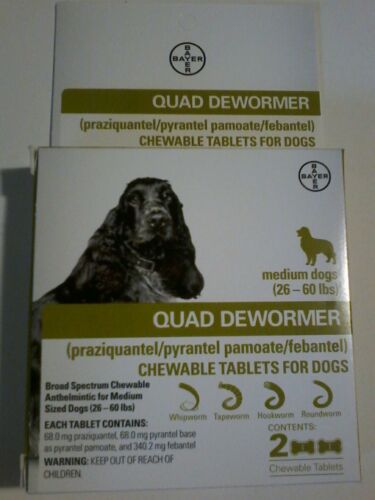 BAYER
BAYER
QUAD DEWORMER
(praziquantel/pyrantel pamoate/febantel)
CHEWABLE TABLETS FOR DOGS
BAYER
BAYER
medium dogs
(26 – 60 lbs)
QUAD DEWORMER
(praziquantel/pyrantel pamoate/febantel)
CHEWABLE TABLETS FOR DOGS
Broad Spectrum Chewable
Anthelmintic for Medium
Sized Dogs (26 – 60 lbs)
Whipworm Tapeworm Hookworm Roundworm
EACH TABLET CONTAINS:
68.0 mg praziquantel, 68.0 mg pyrantel base
as pyrantel pamoate, and 340.2 mg febantel
WARNING: KEEP OUT OF REACH OF
CHILDREN.
CONTENTS:
2
Chewable Tablets